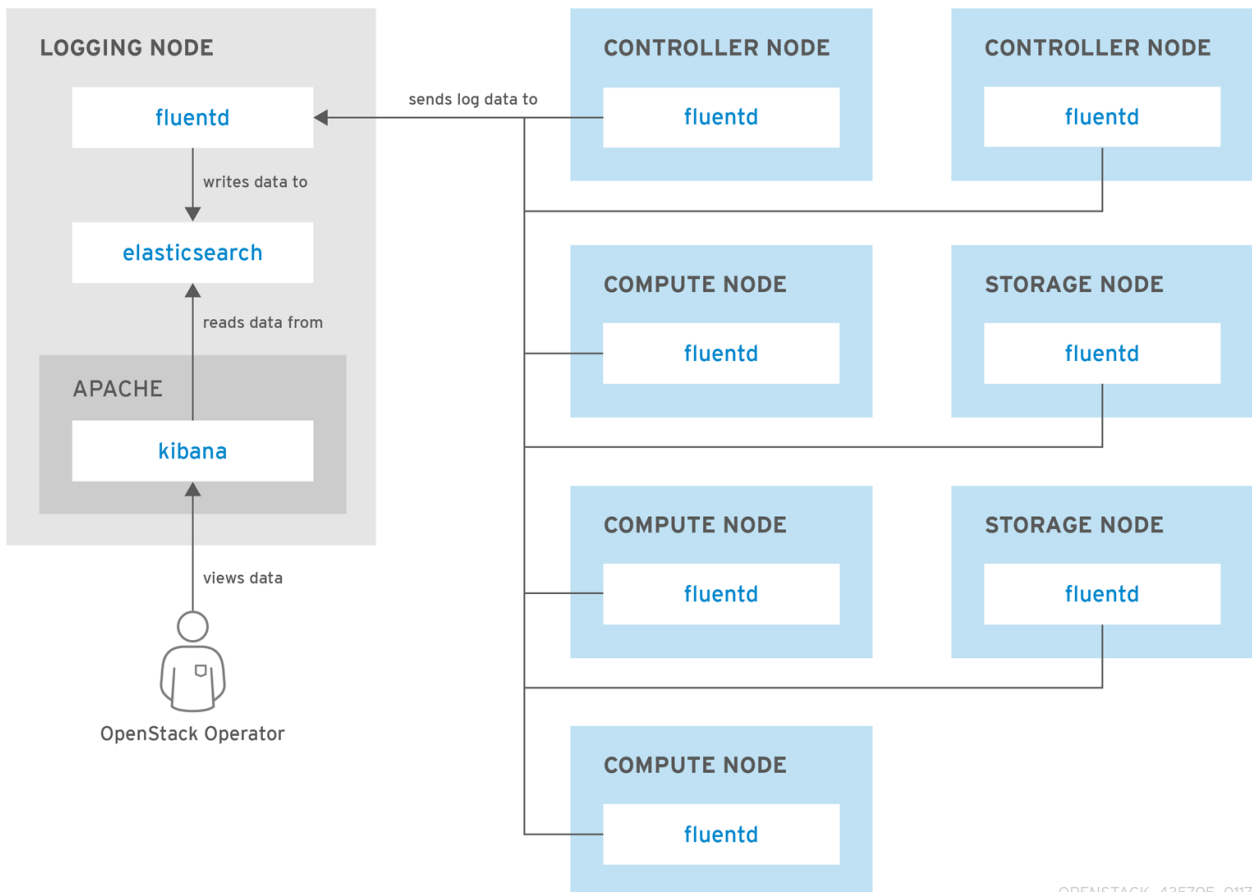 LOGGING NODE
fluentd
writes data to
elasticsearch
reads data from
APACHE
kibana
views data
OpenStack Operator
sends log data to
CONTROLLER NODE
fluentd
CONTROLLER NODE
fluentd
COMPUTE NODE
fluentd
STORAGE NODE
fluentd
COMPUTE NODE
fluentd
STORAGE NODE
fluentd
COMPUTE NODE
fluentd